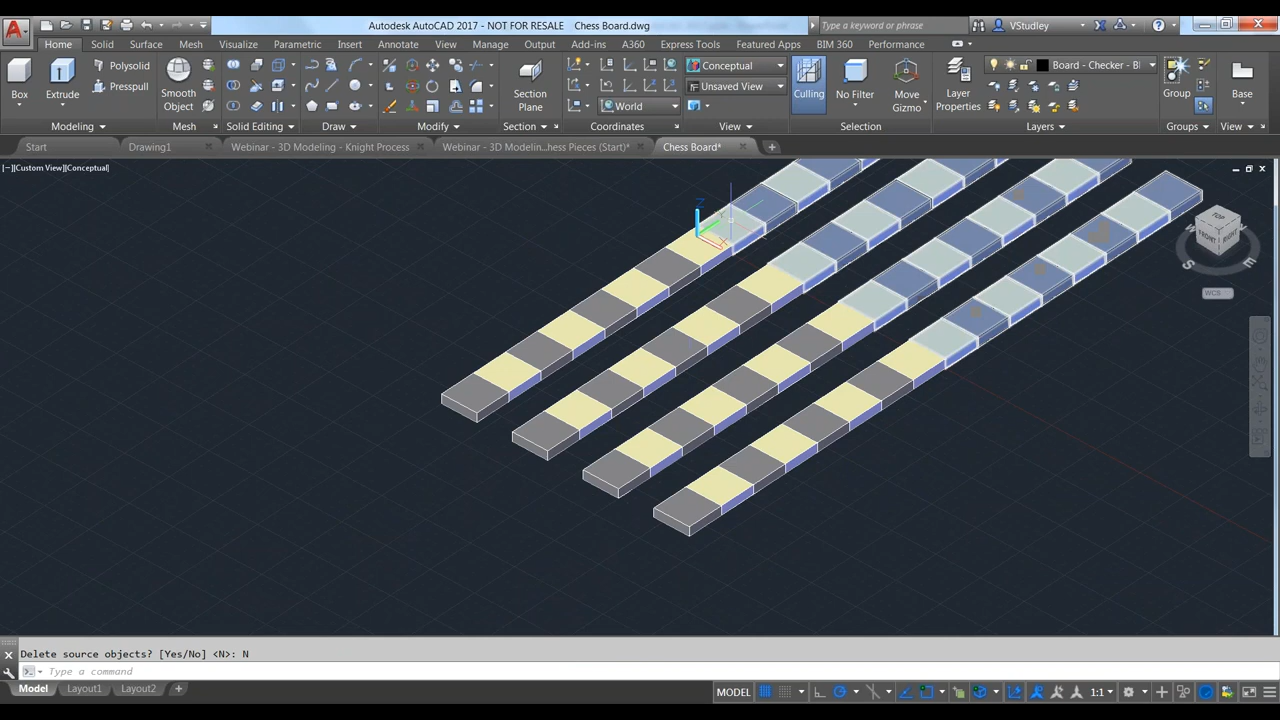 Autodesk AutoCAD 2017 - NOT FOR RESALE Chess Board.dwg
Type a keyword or phrase
VStudley
Home Solid Surface Mesh Visualize Parametric Insert Annotate View Manage Output Add-ins A360 Express Tools Featured Apps BIM 360 Performance
Box
Extrude
Polysolid
Presspull
Smooth Object
Section Plane
World
Conceptual
Unsaved View
Culling
No Filter
Move Gizmo
Layer Properties
Board - Checker - Bl
Group
Base
Modeling Mesh Solid Editing Draw Modify Section Coordinates View Selection Layers Groups View
Start Drawing1 Webinar - 3D Modeling - Knight Process Webinar - 3D Modelin...hess Pieces (Start)* Chess Board*
[−][Custom View][Conceptual]
Z
Y
X
TOP
FRONT RIGHT
W
S
E
WCS
Delete source objects? [Yes/No] <N>: N
Type a command
Model Layout1 Layout2
MODEL 1:1